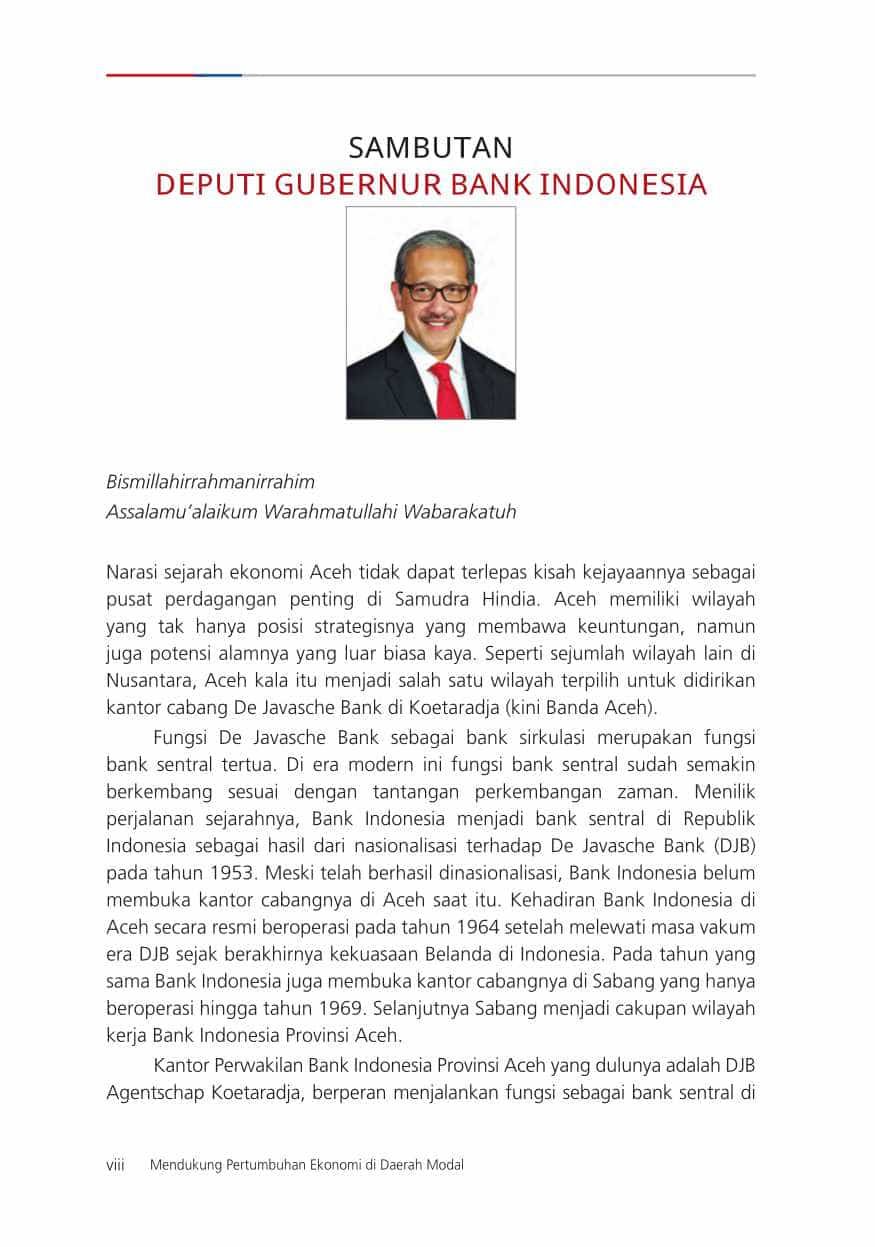 SAMBUTAN
DEPUTI GUBERNUR BANK INDONESIA
Bismillahirrahmanirrahim
Assalamu’alaikum Warahmatullahi Wabarakatuh
Narasi sejarah ekonomi Aceh tidak dapat terlepas kisah kejayaannya sebagai
pusat perdagangan penting di Samudra Hindia. Aceh memiliki wilayah
yang tak hanya posisi strategisnya yang membawa keuntungan, namun
juga potensi alamnya yang luar biasa kaya. Seperti sejumlah wilayah lain di
Nusantara, Aceh kala itu menjadi salah satu wilayah terpilih untuk didirikan
kantor cabang De Javasche Bank di Koetaradja (kini Banda Aceh).
Fungsi De Javasche Bank sebagai bank sirkulasi merupakan fungsi
bank sentral tertua. Di era modern ini fungsi bank sentral sudah semakin
berkembang sesuai dengan tantangan perkembangan zaman. Menilik
perjalanan sejarahnya, Bank Indonesia menjadi bank sentral di Republik
Indonesia sebagai hasil dari nasionalisasi terhadap De Javasche Bank (DJB)
pada tahun 1953. Meski telah berhasil dinasionalisasi, Bank Indonesia belum
membuka kantor cabangnya di Aceh saat itu. Kehadiran Bank Indonesia di
Aceh secara resmi beroperasi pada tahun 1964 setelah melewati masa vakum
era DJB sejak berakhirnya kekuasaan Belanda di Indonesia. Pada tahun yang
sama Bank Indonesia juga membuka kantor cabangnya di Sabang yang hanya
beroperasi hingga tahun 1969. Selanjutnya Sabang menjadi cakupan wilayah
kerja Bank Indonesia Provinsi Aceh.
Kantor Perwakilan Bank Indonesia Provinsi Aceh yang dulunya adalah DJB
Agentschap Koetaradja, berperan menjalankan fungsi sebagai bank sentral di
viii Mendukung Pertumbuhan Ekonomi di Daerah Modal